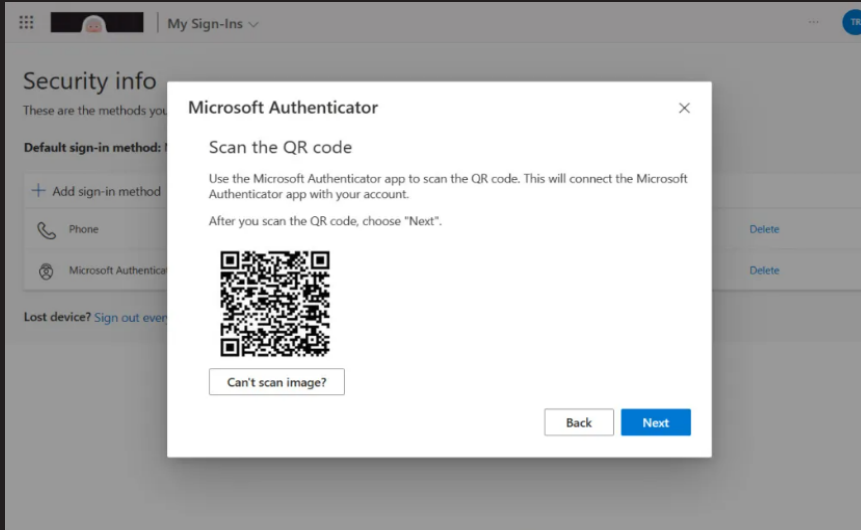 My Sign-Ins
...
TR
Security info
These are the methods you
Default sign-in method:
Add sign-in method
Phone
Delete
Microsoft Authentica
Delete
Lost device? Sign out ever
Microsoft Authenticator
Scan the QR code
Use the Microsoft Authenticator app to scan the QR code. This will connect the Microsoft
Authenticator app with your account.
After you scan the QR code, choose "Next".
Can't scan image?
Back
Next